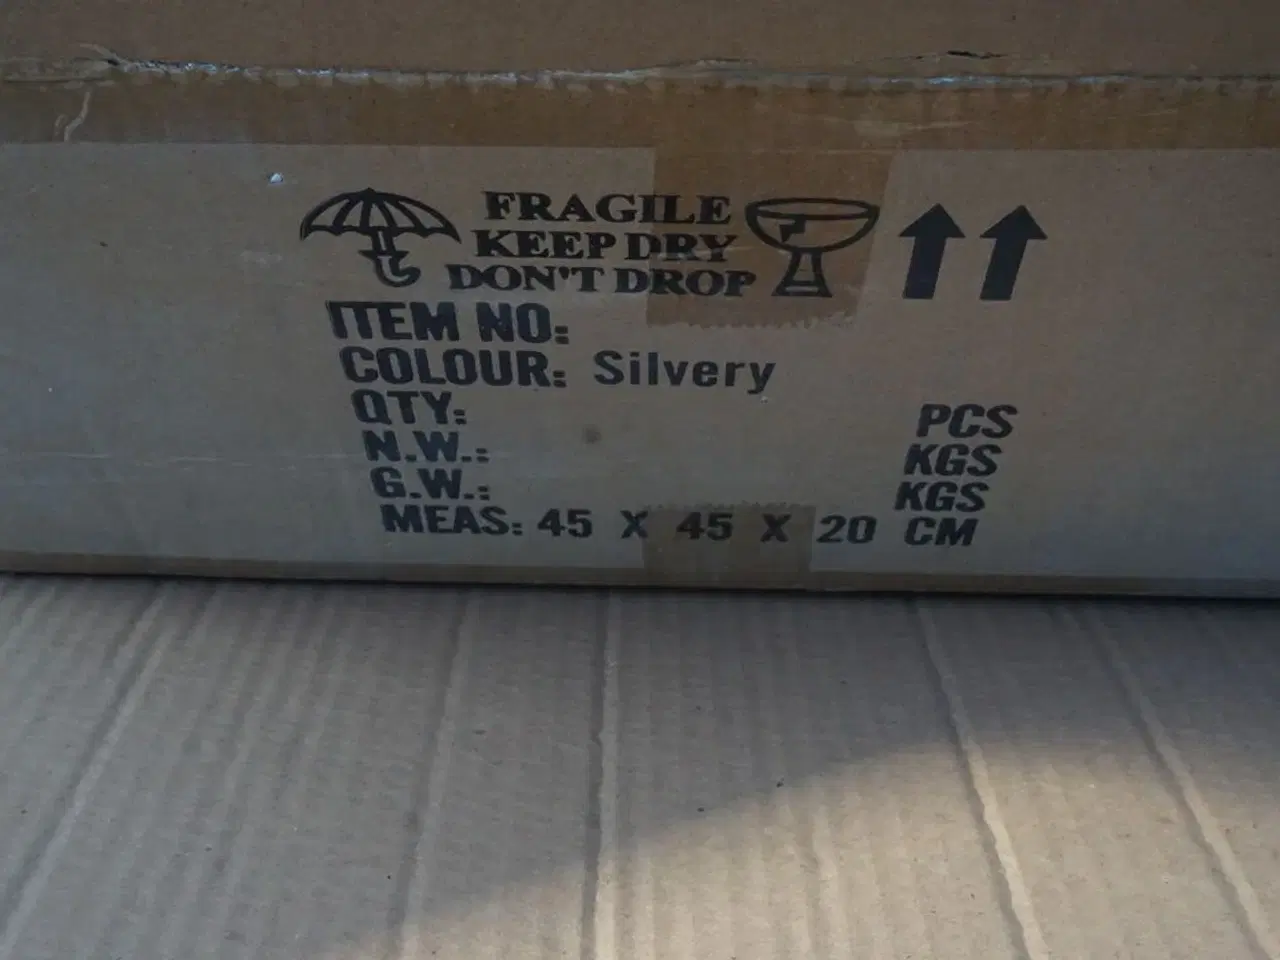 FRAGILE
KEEP DRY
DON'T DROP
ITEM NO:
COLOUR: Silvery
QTY: PCS
N.W.: KGS
G.W.: KGS
MEAS: 45 X 45 X 20 CM